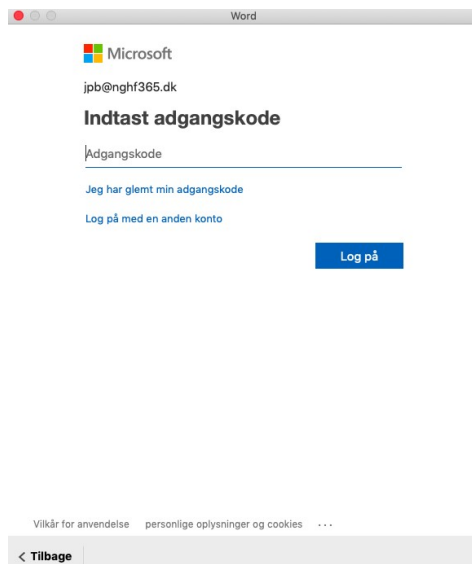 Word
Microsoft
jpb@nghf365.dk
Indtast adgangskode
Adgangskode
Jeg har glemt min adgangskode
Log på med en anden konto
Log på
Vilkår for anvendelse personlige oplysninger og cookies ...
< Tilbage